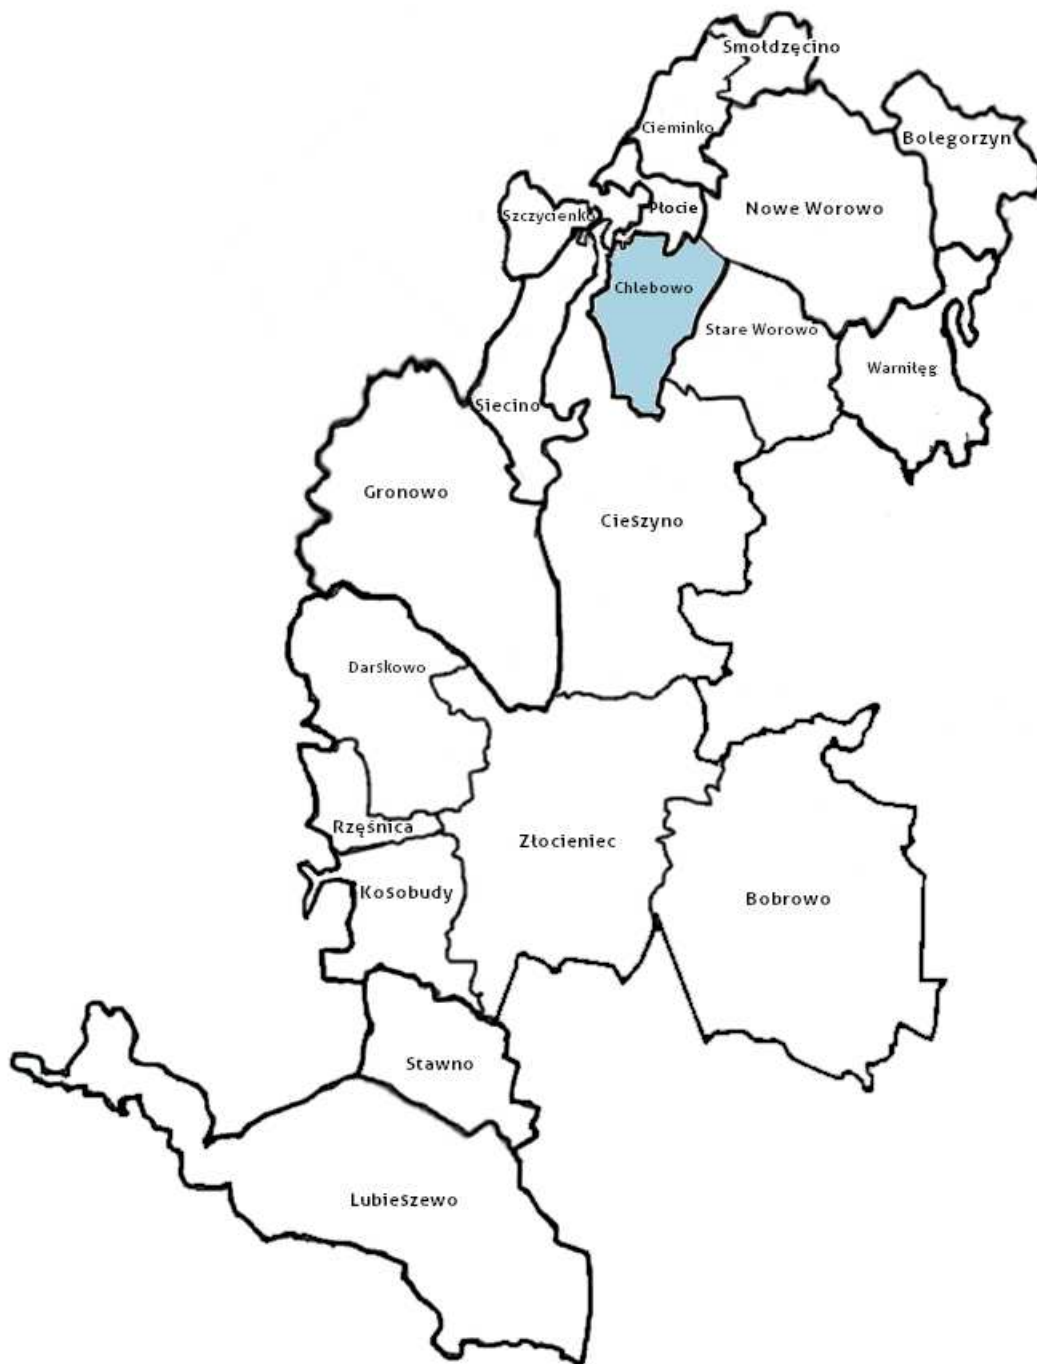 Smołdzęcino
Cieminko
Bolegorzyn
Szczycienko
Płocie
Nowe Worowo
Chlebowo
Stare Worowo
Warniłęg
Siecino
Gronowo
Cieszyno
Darskowo
Rzęśnica
Złocieniec
Kosobudy
Bobrowo
Stawno
Lubieszewo